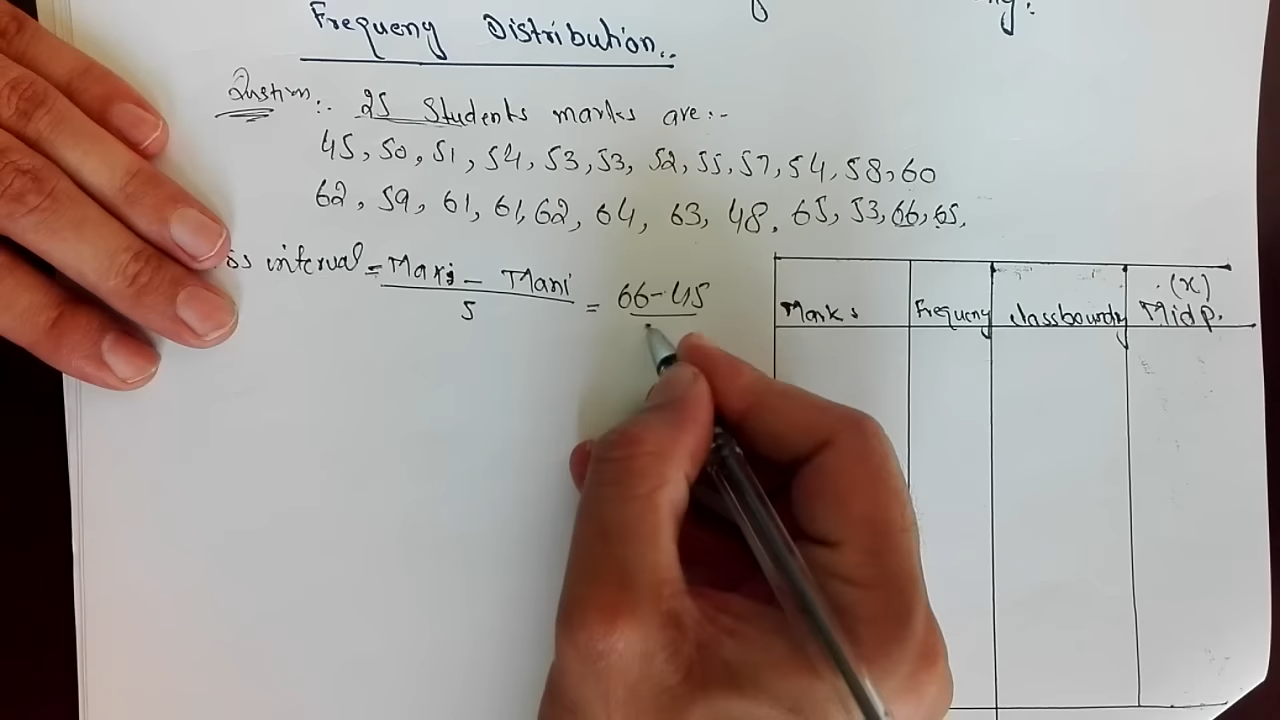 Frequeny Distribution..
Qustion:. 25 Students marks are:-
45, 50, 51, 54, 53, 53, 52, 55, 57, 54, 58, 60
62, 59, 61, 61, 62, 64, 63, 48, 65, 53, 66, 65,
interval = Maxi - Mani / 5 = 66-45
(x)
Marks Frequeny classboundry Midp.